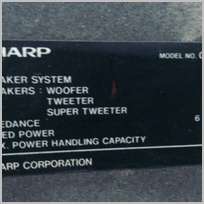 HARP
MODEL NO. C
AKER SYSTEM
AKERS : WOOFER
TWEETER
SUPER TWEETER
EDANCE 6
ED POWER
X. POWER HANDLING CAPACITY
ARP CORPORATION